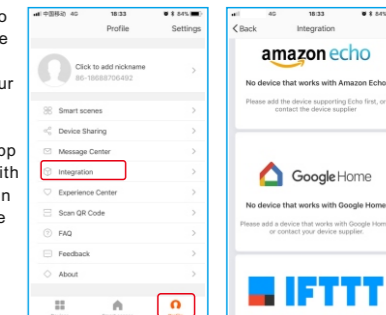 o
e
ur
op
ith
n
e
中国移动 4G 18:33 84%
Profile Settings
Click to add nickname
86-18688706492
Smart scenes
Device Sharing
Message Center
Integration
Experience Center
Scan QR Code
FAQ
Feedback
About
4G 18:33 84%
Back Integration
amazon echo
No device that works with Amazon Echo
Please add the device supporting Echo first, or
contact the device supplier
Google Home
No device that works with Google Home
Please add a device that works with Google Hom
or contact your device supplier.
IFTTT